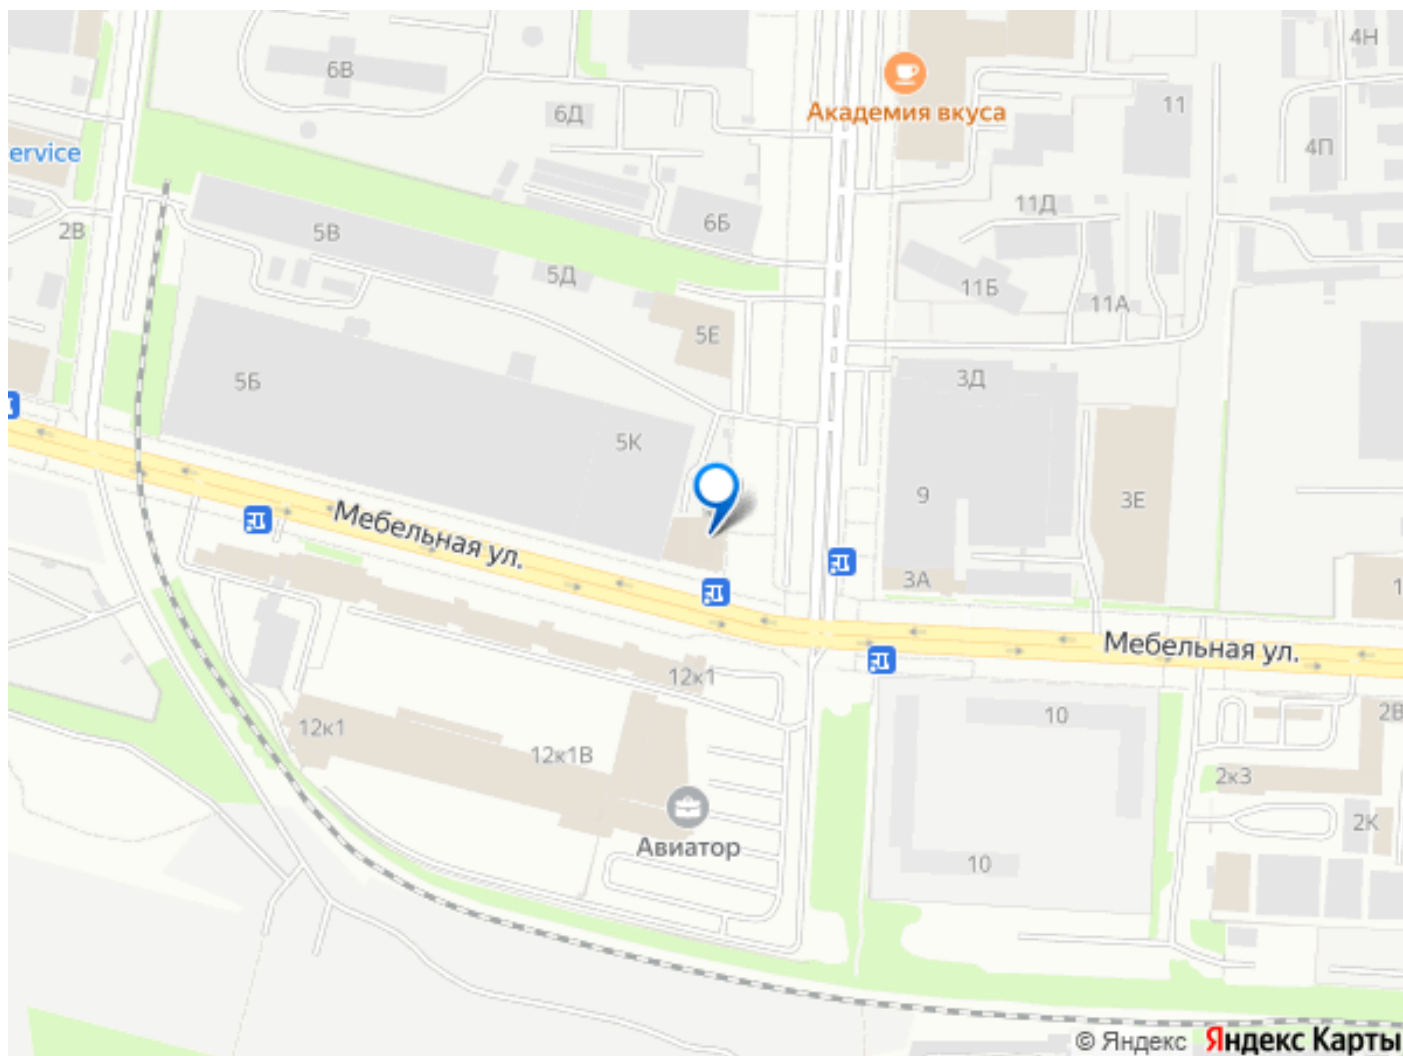 4Н
6В
Академия вкуса
11
6Д
ervice
4П
11Д
6Б
2В
5В
5Д
11Б
11А
5Е
5Б
3Д
5К
9
3Е
Мебельная ул.
3А
1
Мебельная ул.
12к1
10
2В
12к1
12к1В
2к3
2К
Авиатор
10
© Яндекс Яндекс Карты